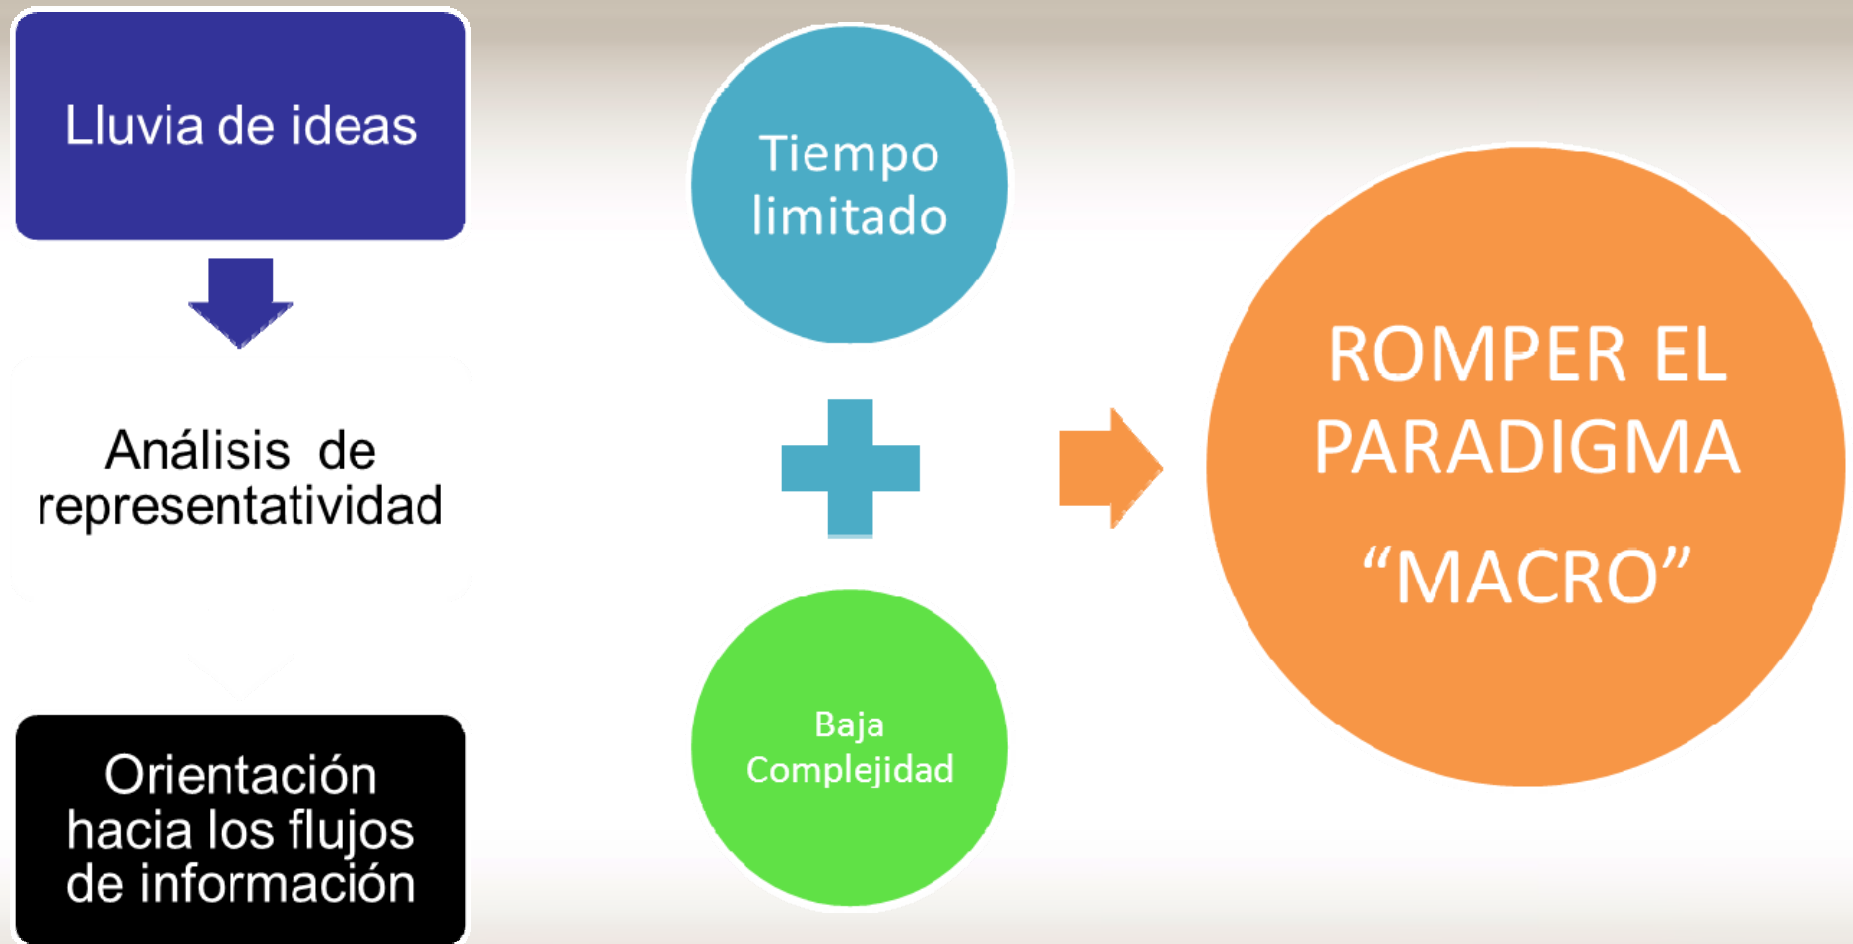 Lluvia de ideas
Análisis de
representatividad
Orientación
hacia los flujos
de información
Tiempo
limitado
Baja
Complejidad
ROMPER EL
PARADIGMA
“MACRO”